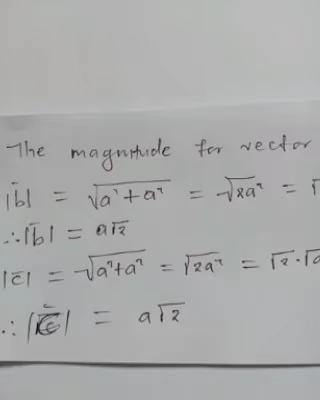 The magnitude for vector
|b̄| = √a²+a² = √2a² = √
∴|b̄| = a√2
|c̄| = √a²+a² = √2a² = √2·√a
∴ |c̄| = a√2